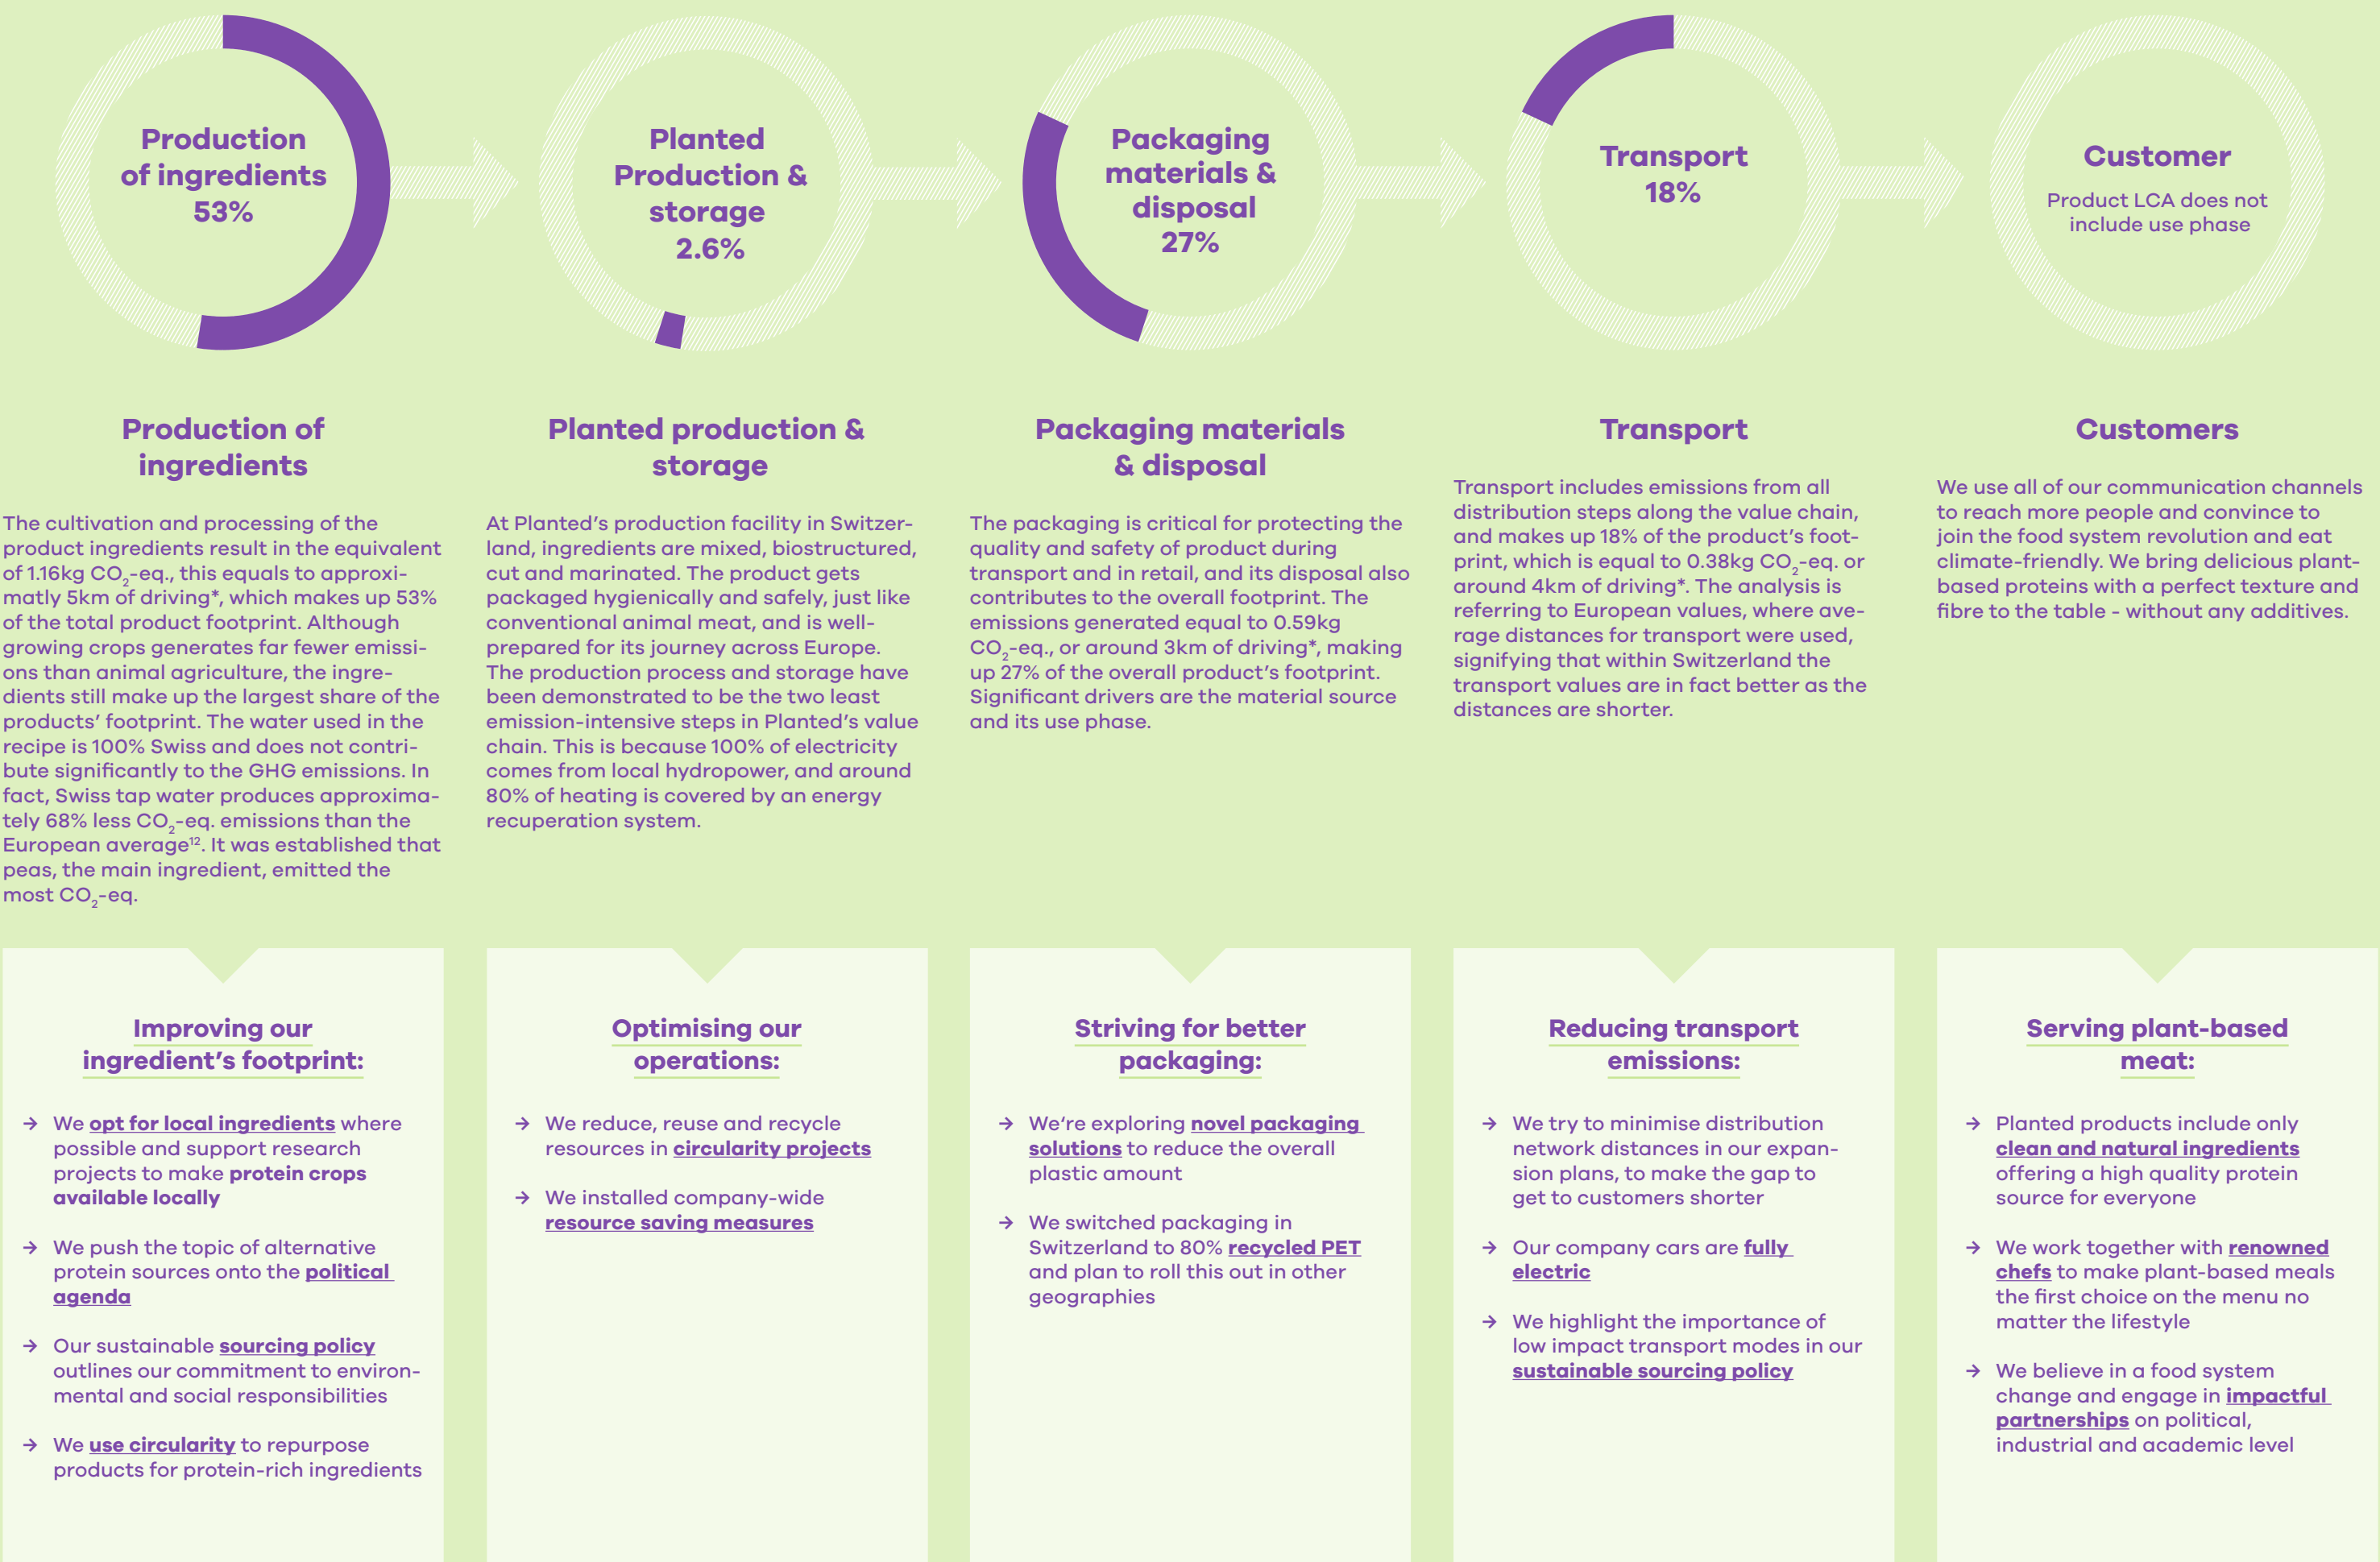 Production
of ingredients
53%
Planted
Production &
storage
2.6%
Packaging
materials &
disposal
27%
Transport
18%
Customer
Product LCA does not
include use phase
Production of
ingredients
The cultivation and processing of the
product ingredients result in the equivalent
of 1.16kg CO₂-eq., this equals to approxi-
matly 5km of driving*, which makes up 53%
of the total product footprint. Although
growing crops generates far fewer emissi-
ons than animal agriculture, the ingre-
dients still make up the largest share of the
products’ footprint. The water used in the
recipe is 100% Swiss and does not contri-
bute significantly to the GHG emissions. In
fact, Swiss tap water produces approxima-
tely 68% less CO₂-eq. emissions than the
European average¹². It was established that
peas, the main ingredient, emitted the
most CO₂-eq.
Planted production &
storage
At Planted’s production facility in Switzer-
land, ingredients are mixed, biostructured,
cut and marinated. The product gets
packaged hygienically and safely, just like
conventional animal meat, and is well-
prepared for its journey across Europe.
The production process and storage have
been demonstrated to be the two least
emission-intensive steps in Planted’s value
chain. This is because 100% of electricity
comes from local hydropower, and around
80% of heating is covered by an energy
recuperation system.
Packaging materials
& disposal
The packaging is critical for protecting the
quality and safety of product during
transport and in retail, and its disposal also
contributes to the overall footprint. The
emissions generated equal to 0.59kg
CO₂-eq., or around 3km of driving*, making
up 27% of the overall product’s footprint.
Significant drivers are the material source
and its use phase.
Transport
Transport includes emissions from all
distribution steps along the value chain,
and makes up 18% of the product’s foot-
print, which is equal to 0.38kg CO₂-eq. or
around 4km of driving*. The analysis is
referring to European values, where ave-
rage distances for transport were used,
signifying that within Switzerland the
transport values are in fact better as the
distances are shorter.
Customers
We use all of our communication channels
to reach more people and convince to
join the food system revolution and eat
climate-friendly. We bring delicious plant-
based proteins with a perfect texture and
fibre to the table - without any additives.
Improving our
ingredient’s footprint:
→ We opt for local ingredients where
possible and support research
projects to make protein crops
available locally
→ We push the topic of alternative
protein sources onto the political
agenda
→ Our sustainable sourcing policy
outlines our commitment to environ-
mental and social responsibilities
→ We use circularity to repurpose
products for protein-rich ingredients
Optimising our
operations:
→ We reduce, reuse and recycle
resources in circularity projects
→ We installed company-wide
resource saving measures
Striving for better
packaging:
→ We‘re exploring novel packaging
solutions to reduce the overall
plastic amount
→ We switched packaging in
Switzerland to 80% recycled PET
and plan to roll this out in other
geographies
Reducing transport
emissions:
→ We try to minimise distribution
network distances in our expan-
sion plans, to make the gap to
get to customers shorter
→ Our company cars are fully
electric
→ We highlight the importance of
low impact transport modes in our
sustainable sourcing policy
Serving plant-based
meat:
→ Planted products include only
clean and natural ingredients
offering a high quality protein
source for everyone
→ We work together with renowned
chefs to make plant-based meals
the first choice on the menu no
matter the lifestyle
→ We believe in a food system
change and engage in impactful
partnerships on political,
industrial and academic level